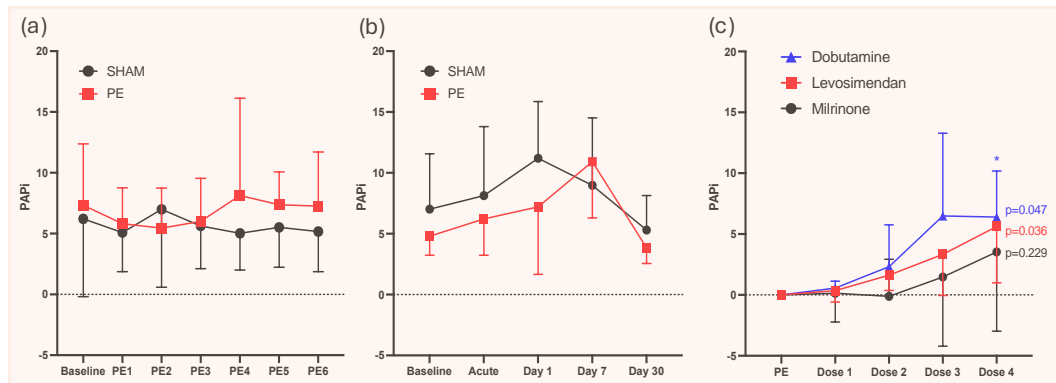 (a)
20
15
10
5
0
-5
PAPi
SHAM
PE
Baseline PE1 PE2 PE3 PE4 PE5 PE6
(b)
20
15
10
5
0
-5
PAPi
SHAM
PE
Baseline Acute Day 1 Day 7 Day 30
(c)
20
15
10
5
0
-5
PAPi
Dobutamine
Levosimendan
Milrinone
*
p=0.047
p=0.036
p=0.229
PE Dose 1 Dose 2 Dose 3 Dose 4